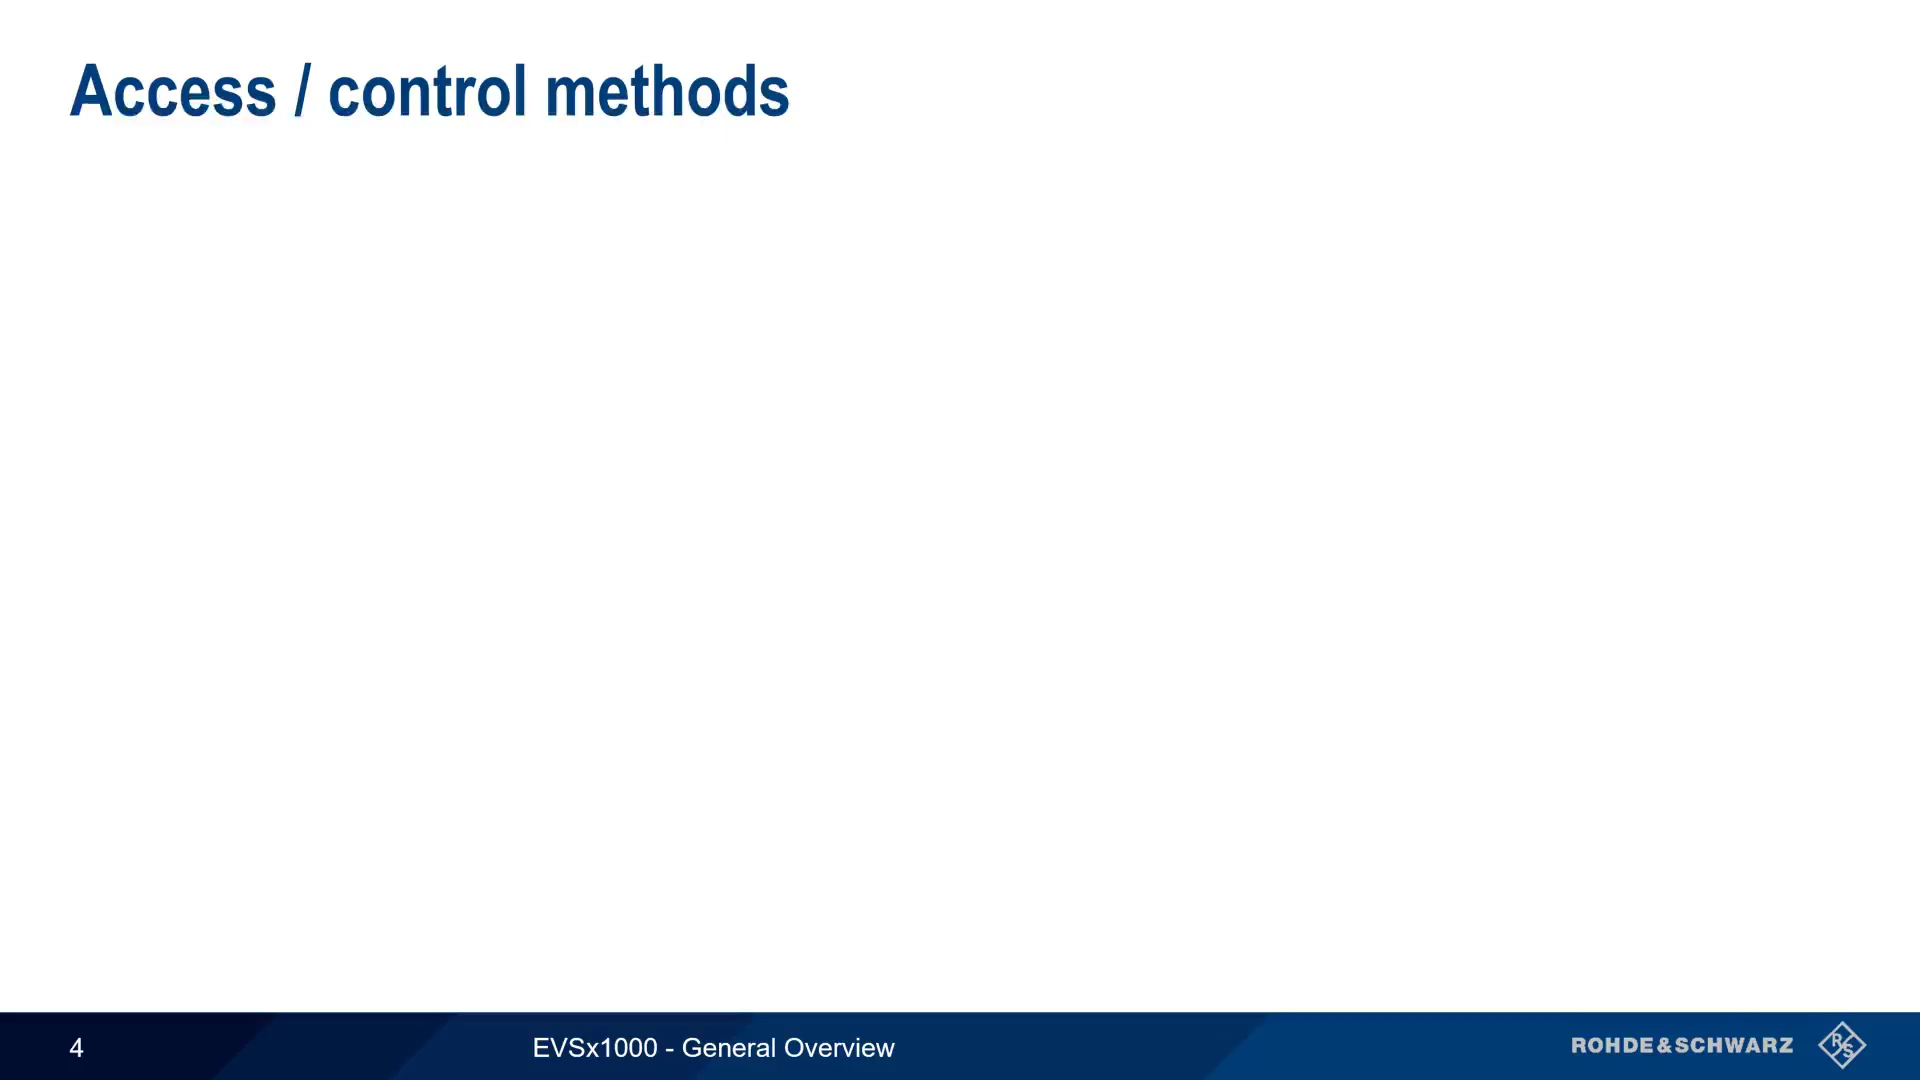 Access / control methods
4
EVSx1000 - General Overview
ROHDE&SCHWARZ
R
S